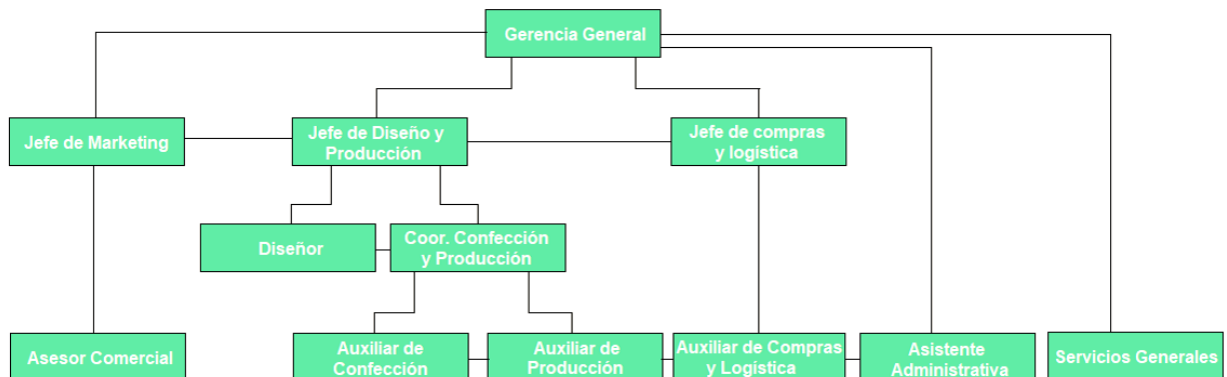 Gerencia General
Jefe de Marketing
Jefe de Diseño y
Producción
Jefe de compras
y logística
Diseñor
Coor. Confección
y Producción
Asesor Comercial
Auxiliar de
Confección
Auxiliar de
Producción
Auxiliar de Compras
y Logística
Asistente
Administrativa
Servicios Generales